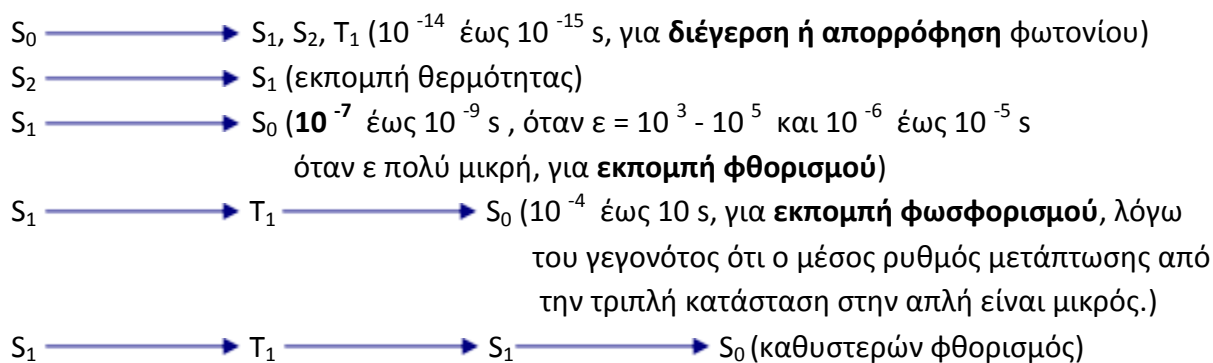 S₀ ⟶ S₁, S₂, T₁ (10 ⁻¹⁴ έως 10 ⁻¹⁵ s, για διέγερση ή απορρόφηση φωτονίου)
S₂ ⟶ S₁ (εκπομπή θερμότητας)
S₁ ⟶ S₀ (10 ⁻⁷ έως 10 ⁻⁹ s , όταν ε = 10 ³ - 10 ⁵ και 10 ⁻⁶ έως 10 ⁻⁵ s
όταν ε πολύ μικρή, για εκπομπή φθορισμού)
S₁ ⟶ T₁ ⟶ S₀ (10 ⁻⁴ έως 10 s, για εκπομπή φωσφορισμού, λόγω
του γεγονότος ότι ο μέσος ρυθμός μετάπτωσης από
την τριπλή κατάσταση στην απλή είναι μικρός.)
S₁ ⟶ T₁ ⟶ S₁ ⟶ S₀ (καθυστερών φθορισμός)